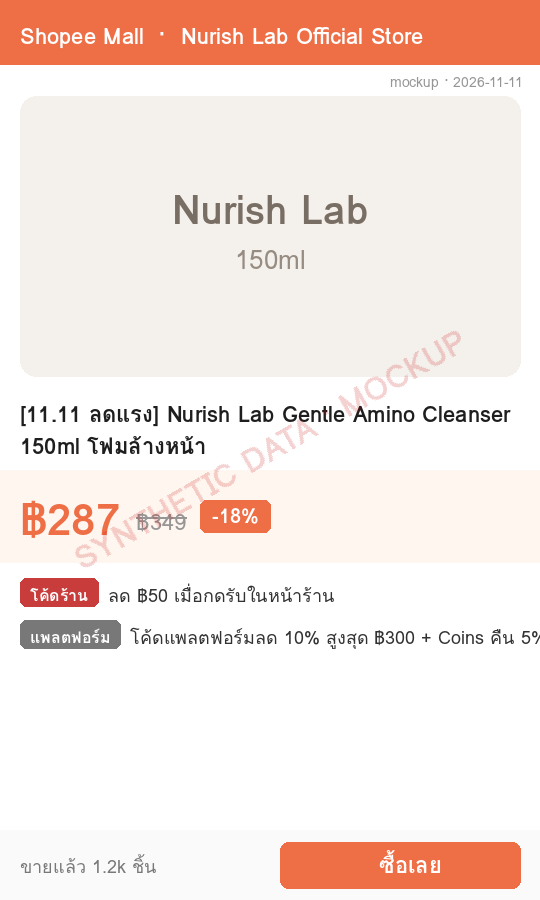 Shopee Mall · Nurish Lab Official Store
mockup · 2026-11-11
Nurish Lab
150ml
[11.11 ลดแรง] Nurish Lab Gentle Amino Cleanser
150ml โฟมล้างหน้า
฿287 ฿349 -18%
SYNTHETIC DATA · MOCKUP
โค้ดร้าน ลด ฿50 เมื่อกดรับในหน้าร้าน
แพลตฟอร์ม โค้ดแพลตฟอร์มลด 10% สูงสุด ฿300 + Coins คืน 5%
ขายแล้ว 1.2k ชิ้น ซื้อเลย